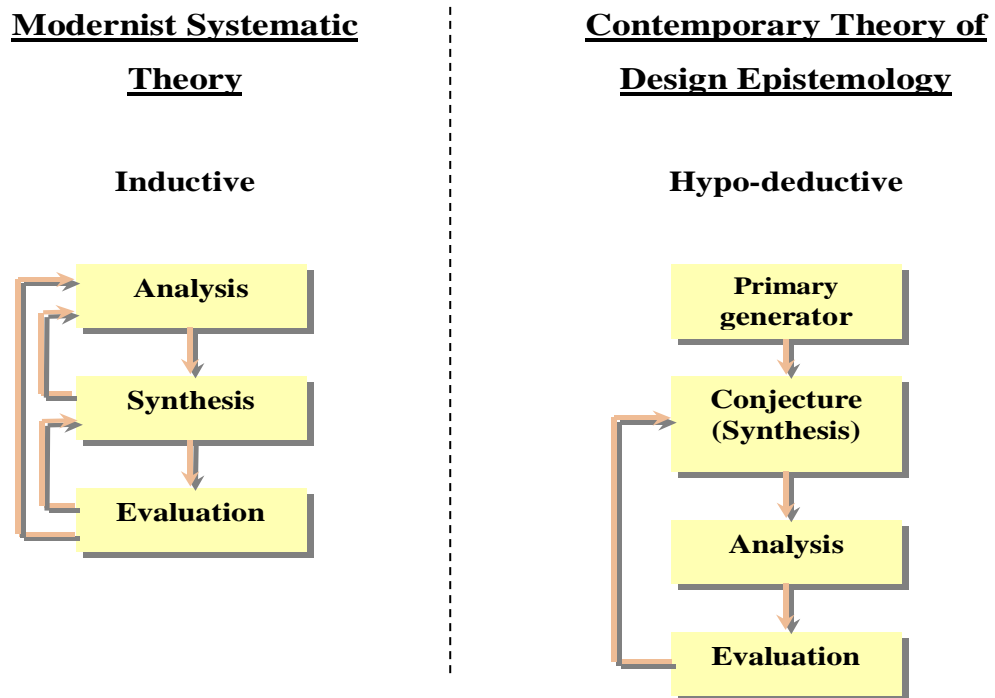 Modernist Systematic
Theory
Inductive
Analysis
Synthesis
Evaluation
Contemporary Theory of
Design Epistemology
Hypo-deductive
Primary
generator
Conjecture
(Synthesis)
Analysis
Evaluation